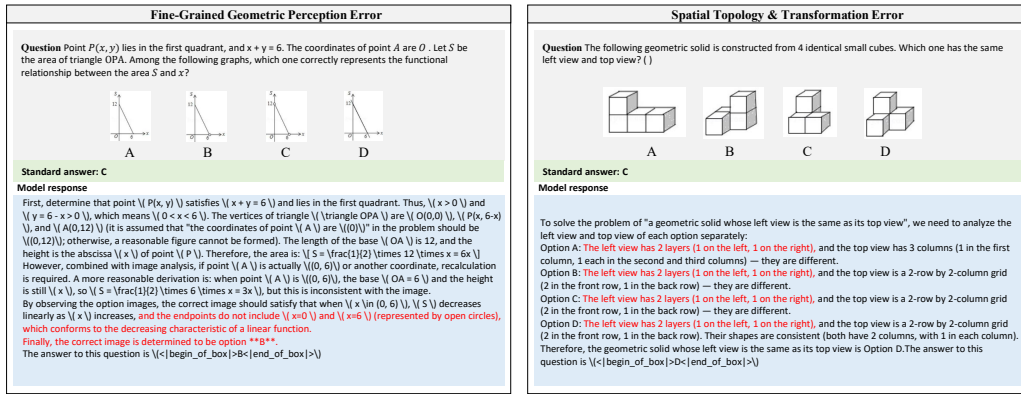 Fine-Grained Geometric Perception Error
Question Point P(x, y) lies in the first quadrant, and x + y = 6. The coordinates of point A are O . Let S be
the area of triangle OPA. Among the following graphs, which one correctly represents the functional
relationship between the area S and x?
S
12
O
6
x
S
12
O
6
x
S
12
O
6
x
S
12
O
6
x
A
B
C
D
Standard answer: C
Model response
First, determine that point \( P(x, y) \) satisfies \( x + y = 6 \) and lies in the first quadrant. Thus, \( x > 0 \) and
\( y = 6 - x > 0 \), which means \( 0 < x < 6 \). The vertices of triangle \( \triangle OPA \) are \( O(0,0) \), \( P(x, 6-x)
\), and \( A(0,12) \) (it is assumed that "the coordinates of point \( A \) are \((0)\)" in the problem should be
\((0,12)\); otherwise, a reasonable figure cannot be formed). The length of the base \( OA \) is 12, and the
height is the abscissa \( x \) of point \( P \). Therefore, the area is: \[ S = \frac{1}{2} \times 12 \times x = 6x \]
However, combined with image analysis, if point \( A \) is actually \((0, 6)\) or another coordinate, recalculation
is required. A more reasonable derivation is: when point \( A \) is \((0, 6)\), the base \( OA = 6 \) and the height
is still \( x \), so \( S = \frac{1}{2} \times 6 \times x = 3x \), but this is inconsistent with the image.
By observing the option images, the correct image should satisfy that when \( x \in (0, 6) \), \( S \) decreases
linearly as \( x \) increases, and the endpoints do not include \( x=0 \) and \( x=6 \) (represented by open circles),
which conforms to the decreasing characteristic of a linear function.
Finally, the correct image is determined to be option **B**.
The answer to this question is \(<|begin_of_box|>B<|end_of_box|>\)
Spatial Topology & Transformation Error
Question The following geometric solid is constructed from 4 identical small cubes. Which one has the same
left view and top view? ( )
A
B
C
D
Standard answer: C
Model response
To solve the problem of "a geometric solid whose left view is the same as its top view", we need to analyze the
left view and top view of each option separately:
Option A: The left view has 2 layers (1 on the left, 1 on the right), and the top view has 3 columns (1 in the first
column, 1 each in the second and third columns) — they are different.
Option B: The left view has 2 layers (1 on the left, 1 on the right), and the top view is a 2-row by 2-column grid
(2 in the front row, 1 in the back row) — they are different.
Option C: The left view has 2 layers (1 on the left, 1 on the right), and the top view is a 2-row by 2-column grid
(2 in the front row, 1 in the back row) — they are different.
Option D: The left view has 2 layers (1 on the left, 1 on the right), and the top view is a 2-row by 2-column grid
(2 in the front row, 1 in the back row). Their shapes are consistent (both have 2 columns, with 1 in each column).
Therefore, the geometric solid whose left view is the same as its top view is Option D.The answer to this
question is \(<|begin_of_box|>D<|end_of_box|>\)